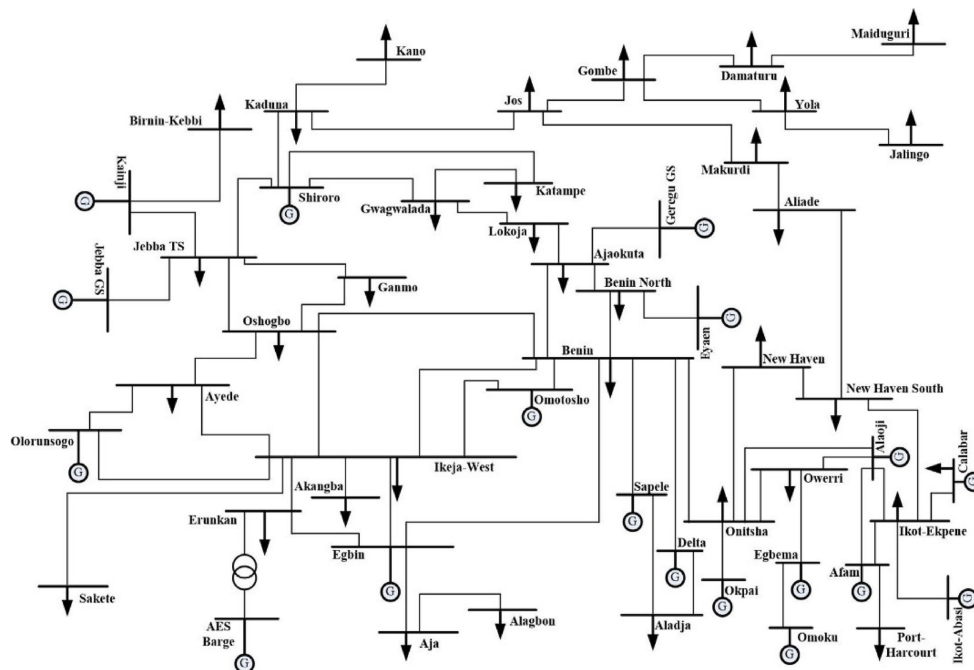 Maiduguri
Kano
Gombe
Damaturu
Kaduna
Jos
Yola
Birnin-Kebbi
Jalingo
Kainji
Makurdi
G
Shiroro
G
Katampe
Gwagwalada
Geregu GS
Aliade
Lokoja
G
Jebba TS
Ajaokuta
Jebba GS
Ganmo
Benin North
G
Oshogbo
Eyaen
G
Benin
New Haven
Ayede
Omotosho
New Haven South
G
Olorunsogo
G
Alaoji
G
Calabar
G
Ikeja-West
Owerri
Akangba
Sapele
G
Erunkan
Onitsha
Ikot-Ekpene
Egbin
G
Delta
G
Egbema
G
Afam
G
Okpai
G
Sakete
AES
Barge
G
Aja
Alagbon
Aladja
Omoku
G
Port-
Harcourt
Ikot-Abasi
G